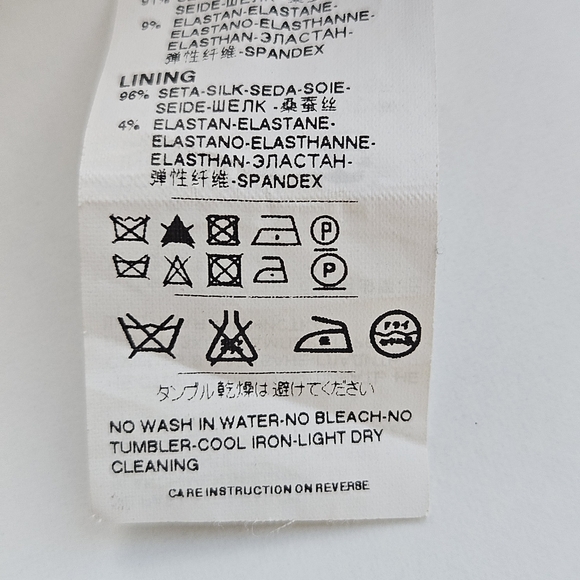 SEIDE-ШЕЛК
9% ELASTAN-ELASTANE-
ELASTANO-ELASTHANNE-
ELASTHAN-ЭЛАСТАН-
弹性纤维-SPANDEX
LINING
96% SETA-SILK-SEDA-SOIE-
SEIDE-ШЕЛК -桑蚕丝
4% ELASTAN-ELASTANE-
ELASTANO-ELASTHANNE-
ELASTHAN-ЭЛАСТАН-
弹性纤维-SPANDEX
P
P
ドライ
タンブル乾燥は避けてください
NO WASH IN WATER-NO BLEACH-NO
TUMBLER-COOL IRON-LIGHT DRY
CLEANING
CARE INSTRUCTION ON REVERSE